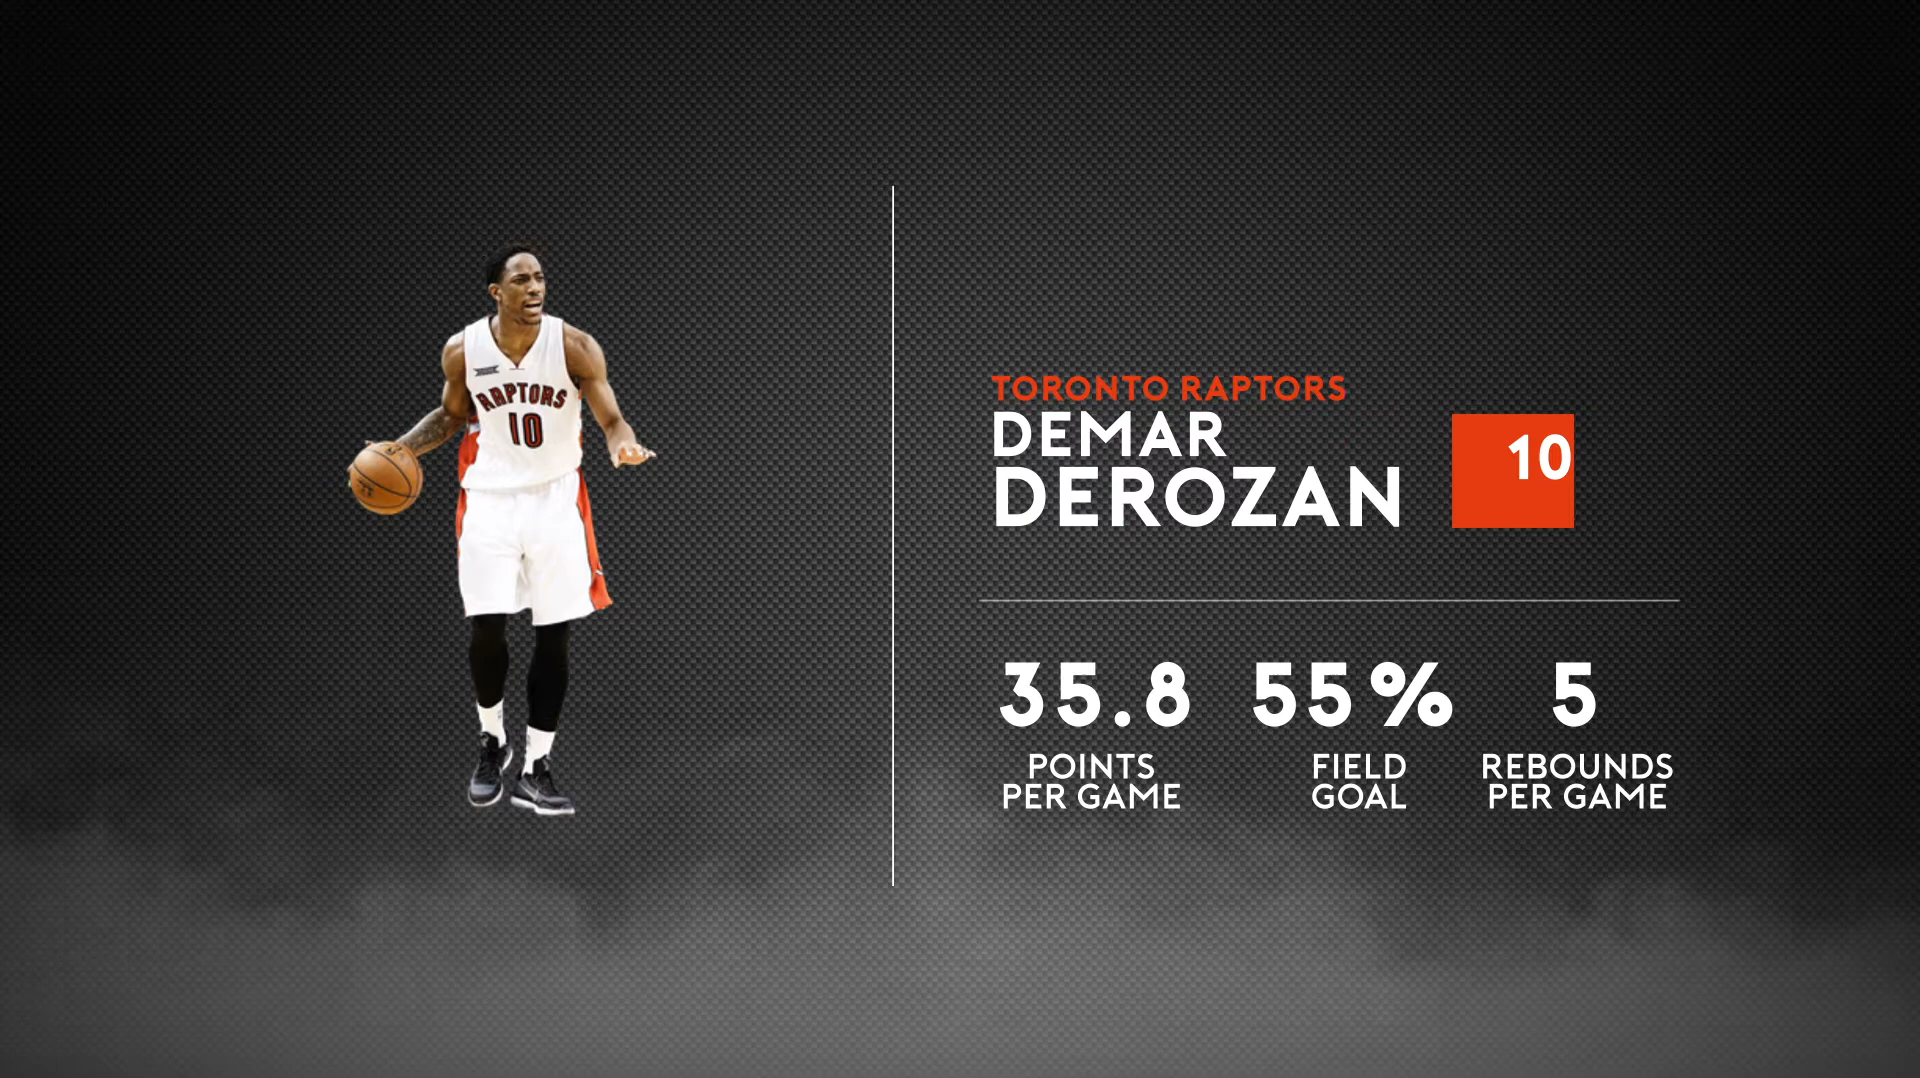 RAPTORS
10
TORONTO RAPTORS
DEMAR
DEROZAN
10
35.8
POINTS
PER GAME
55%
FIELD
GOAL
5
REBOUNDS
PER GAME